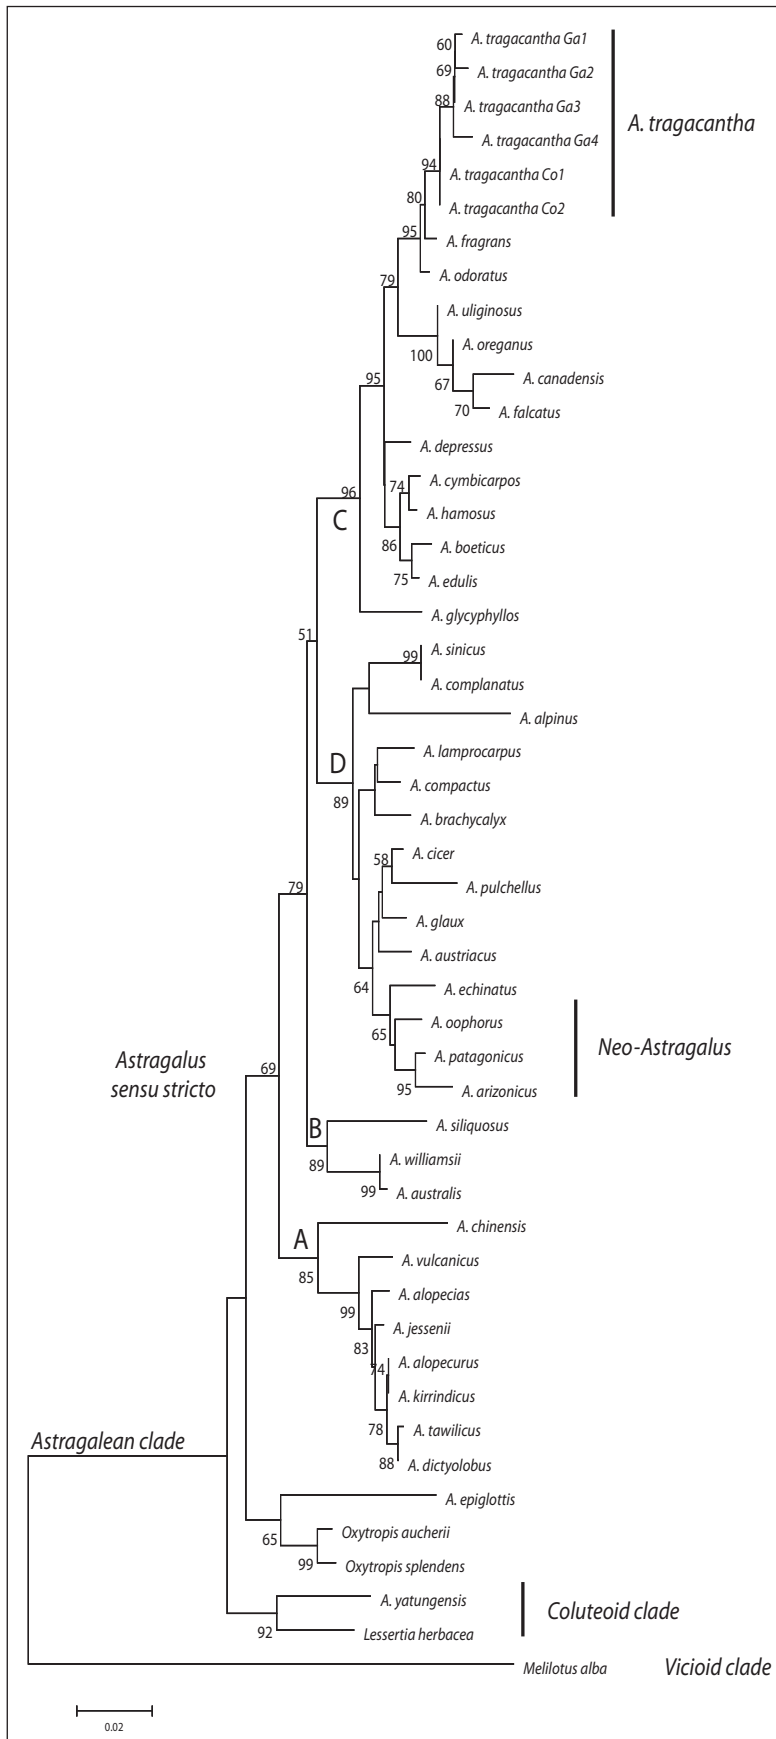 60
A. tragacantha Ga1
69
A. tragacantha Ga2
88
A. tragacantha Ga3
A. tragacantha
A. tragacantha Ga4
94
A. tragacantha Co1
80
A. tragacantha Co2
95
A. fragrans
A. odoratus
79
A. uliginosus
100
A. oreganus
67
A. canadensis
95
70
A. falcatus
A. depressus
74
A. cymbicarpos
96
C
A. hamosus
86
A. boeticus
75
A. edulis
A. glycyphyllos
51
99
A. sinicus
A. complanatus
A. alpinus
D
89
A. lamprocarpus
A. compactus
A. brachycalyx
58
A. cicer
79
A. pulchellus
A. glaux
A. austriacus
64
A. echinatus
65
A. oophorus
Neo-Astragalus
Astragalus
sensu stricto
69
A. patagonicus
95
A. arizonicus
B
A. siliquosus
89
A. williamsii
99
A. australis
A
A. chinensis
85
A. vulcanicus
99
A. alopecias
83
A. jessenii
74
A. alopecurus
A. kirrindicus
78
A. tawilicus
Astragalean clade
88
A. dictyolobus
A. epiglottis
65
Oxytropis aucherii
99
Oxytropis splendens
A. yatungensis
Coluteoid clade
92
Lessertia herbacea
Melilotus alba
Vicioid clade
0.02